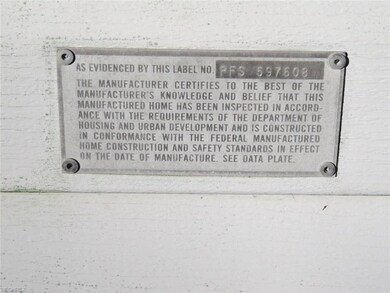 AS EVIDENCED BY THIS LABEL NO. PFS 597608
THE MANUFACTURER CERTIFIES TO THE BEST OF THE
MANUFACTURER'S KNOWLEDGE AND BELIEF THAT THIS
MANUFACTURED HOME HAS BEEN INSPECTED IN ACCORD-
ANCE WITH THE REQUIREMENTS OF THE DEPARTMENT OF
HOUSING AND URBAN DEVELOPMENT AND IS CONSTRUCTED
IN CONFORMANCE WITH THE FEDERAL MANUFACTURED
HOME CONSTRUCTION AND SAFETY STANDARDS IN EFFECT
ON THE DATE OF MANUFACTURE. SEE DATA PLATE.